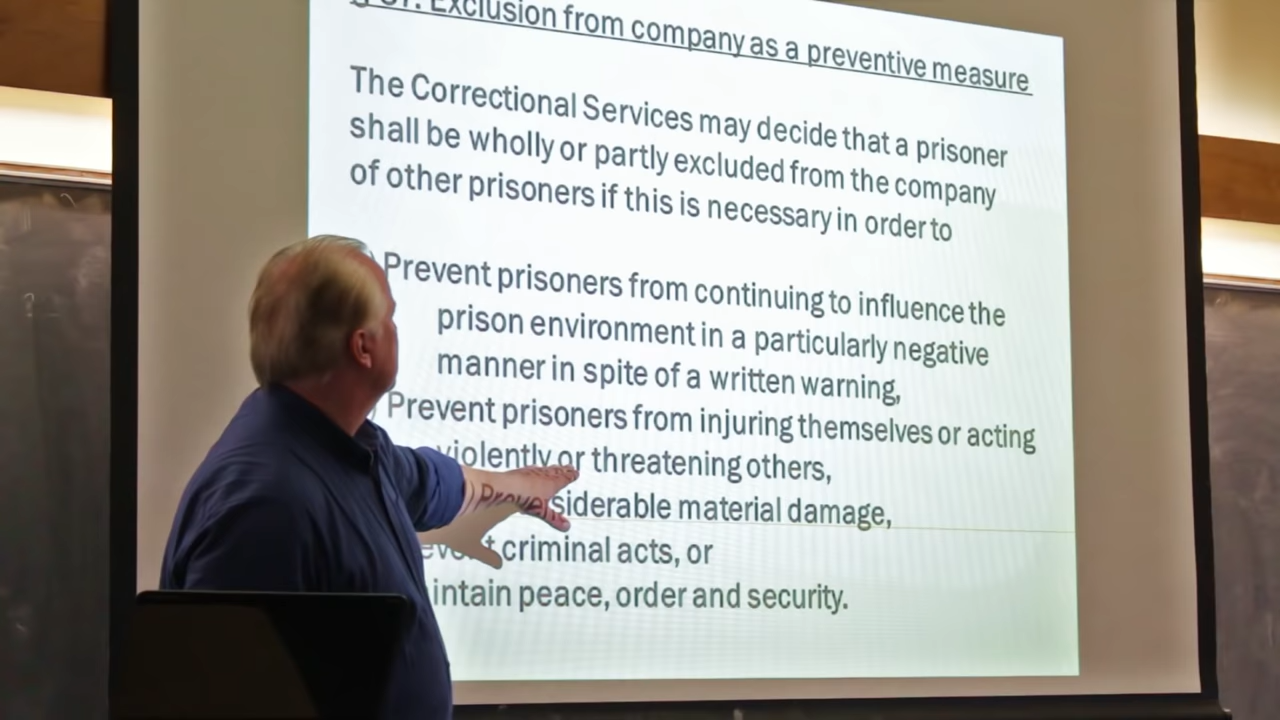 37. Exclusion from company as a preventive measure
The Correctional Services may decide that a prisoner
shall be wholly or partly excluded from the company
of other prisoners if this is necessary in order to
) Prevent prisoners from continuing to influence the
prison environment in a particularly negative
manner in spite of a written warning,
) Prevent prisoners from injuring themselves or acting
violently or threatening others,
siderable material damage,
criminal acts, or
intain peace, order and security.